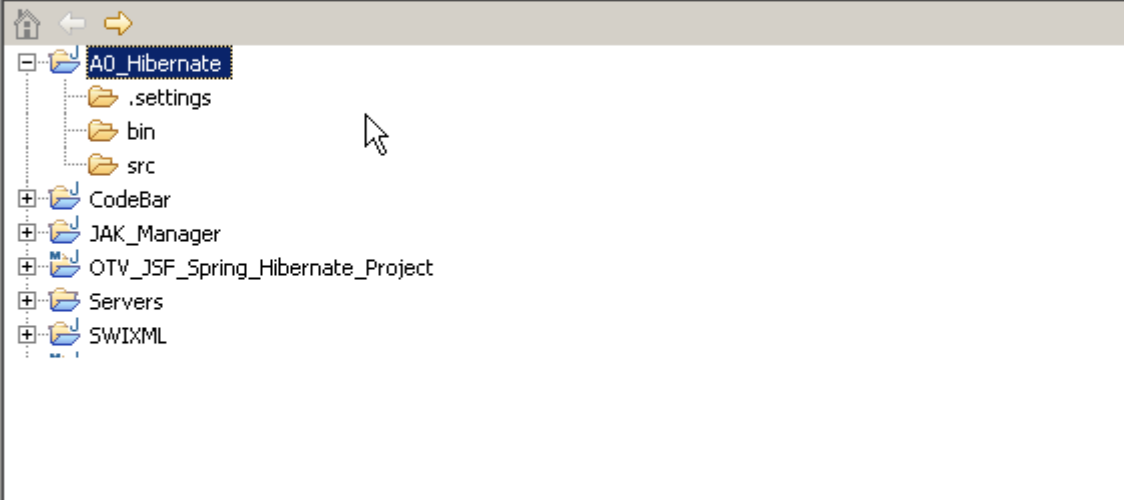 A0_Hibernate
.settings
bin
src
CodeBar
JAK_Manager
OTV_JSF_Spring_Hibernate_Project
Servers
SWIXML